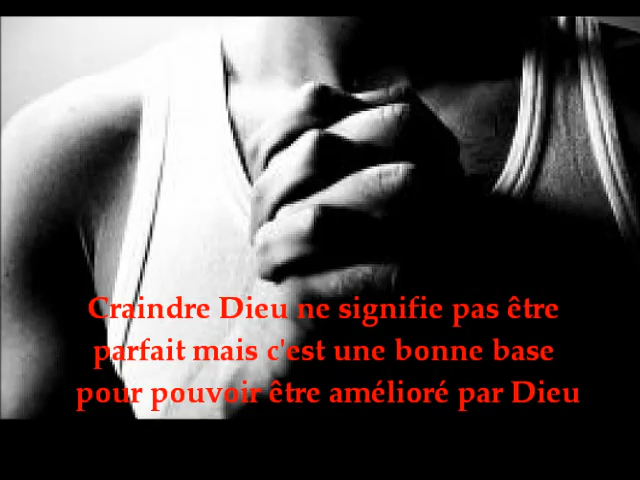 Craindre Dieu ne signifie pas être
parfait mais c'est une bonne base
pour pouvoir être amélioré par Dieu